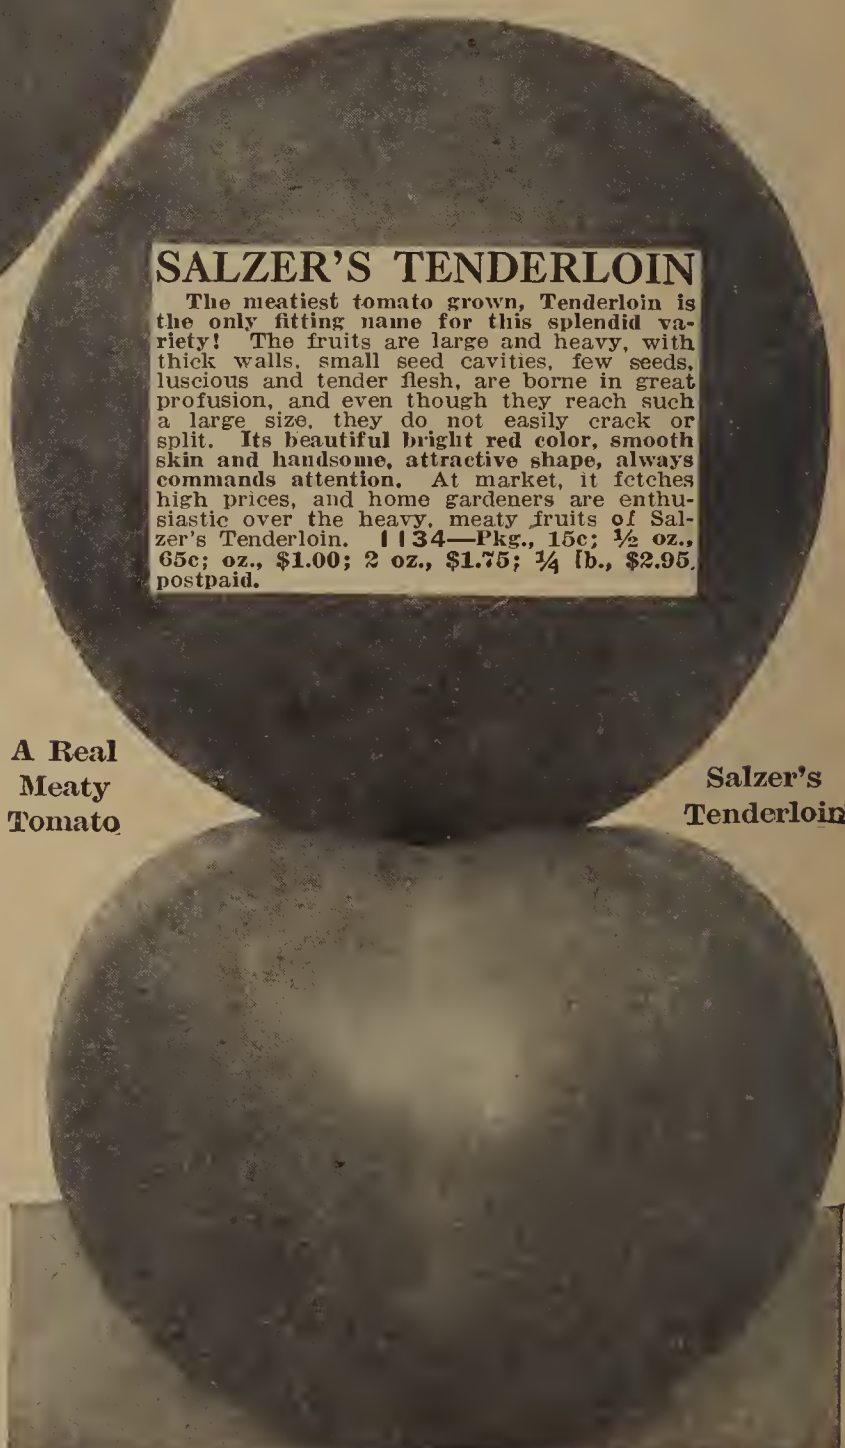 SALZER'S TENDERLOIN
The meatiest tomato grown, Tenderloin is
the only fitting name for this splendid va-
riety! The fruits are large and heavy, with
thick walls, small seed cavities, few seeds,
luscious and tender flesh, are borne in great
profusion, and even though they reach such
a large size, they do not easily crack or
split. Its beautiful bright red color, smooth
skin and handsome, attractive shape, always
commands attention. At market, it fetches
high prices, and home gardeners are enthu-
siastic over the heavy, meaty fruits of Sal-
zer's Tenderloin. 1134—Pkg., 15c; ½ oz.,
65c; oz., $1.00; 2 oz., $1.75; ¼ lb., $2.95,
postpaid.
A Real
Meaty
Tomato
Salzer's
Tenderloin